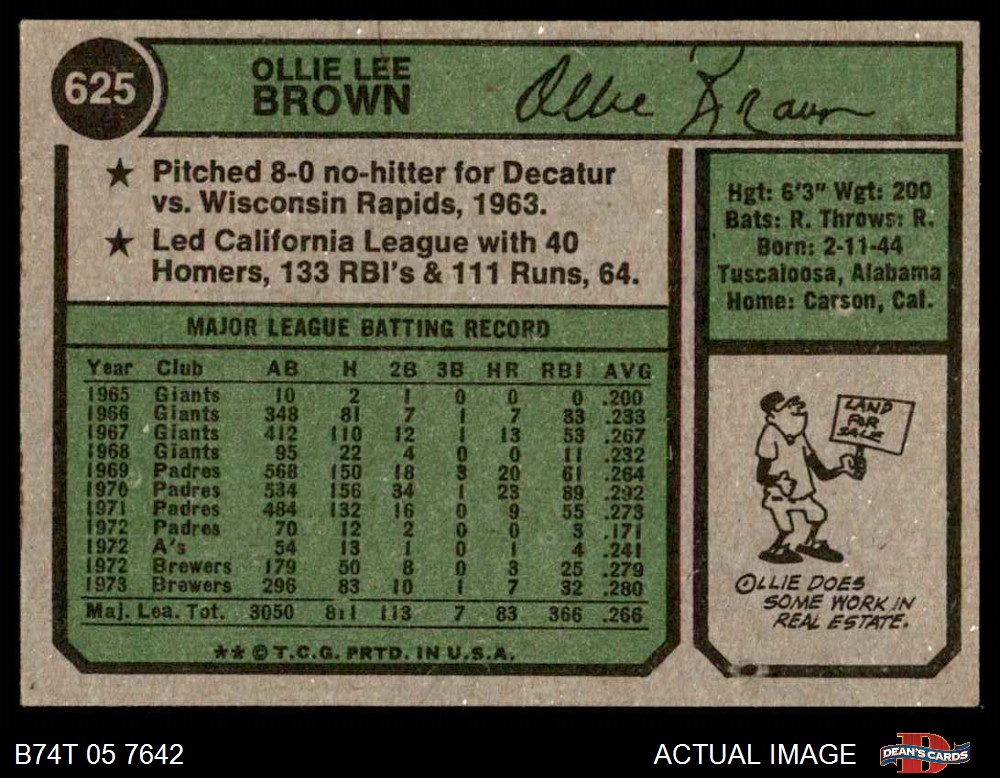 625
OLLIE LEE
BROWN
Ollie Brown
★ Pitched 8-0 no-hitter for Decatur
vs. Wisconsin Rapids, 1963.
★ Led California League with 40
Homers, 133 RBI's & 111 Runs, 64.
Hgt: 6'3" Wgt: 200
Bats: R. Throws: R.
Born: 2-11-44
Tuscaloosa, Alabama
Home: Carson, Cal.
MAJOR LEAGUE BATTING RECORD
Year Club AB H 2B 3B HR RBI AVG
1965 Giants 10 2 1 0 0 0 .200
1966 Giants 348 81 7 1 7 33 .233
1967 Giants 412 110 12 1 13 53 .267
1968 Giants 95 22 4 0 0 11 .232
1969 Padres 568 150 18 3 20 61 .264
1970 Padres 534 156 34 1 23 89 .292
1971 Padres 484 132 16 0 9 55 .273
1972 Padres 70 12 2 0 0 3 .171
1972 A's 54 13 1 0 1 4 .241
1972 Brewers 179 50 8 0 3 25 .279
1973 Brewers 296 83 10 1 7 32 .280
Maj. Lea. Tot. 3050 811 113 7 83 366 .266
** © T.C.G. PRTD. IN U.S.A.
LAND
FOR
SALE
OLLIE DOES
SOME WORK IN
REAL ESTATE.
B74T 05 7642
ACTUAL IMAGE
DEAN'S CARDS